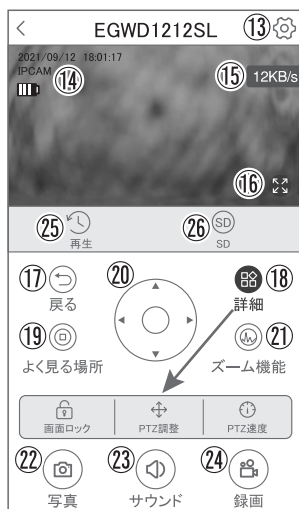 EGWD1212SL ⑬
2021/09/12 18:01:17
IPCAM
⑭ ⑮ 12KB/s
⑯
㉕ 再生 ㉖ SD
SD
⑰ 戻る ⑳ ⑱ 詳細
⑲ よく見る場所 ㉑ ズーム機能
画面ロック PTZ調整 PTZ速度
㉒ ㉓ ㉔
写真 サウンド 録画